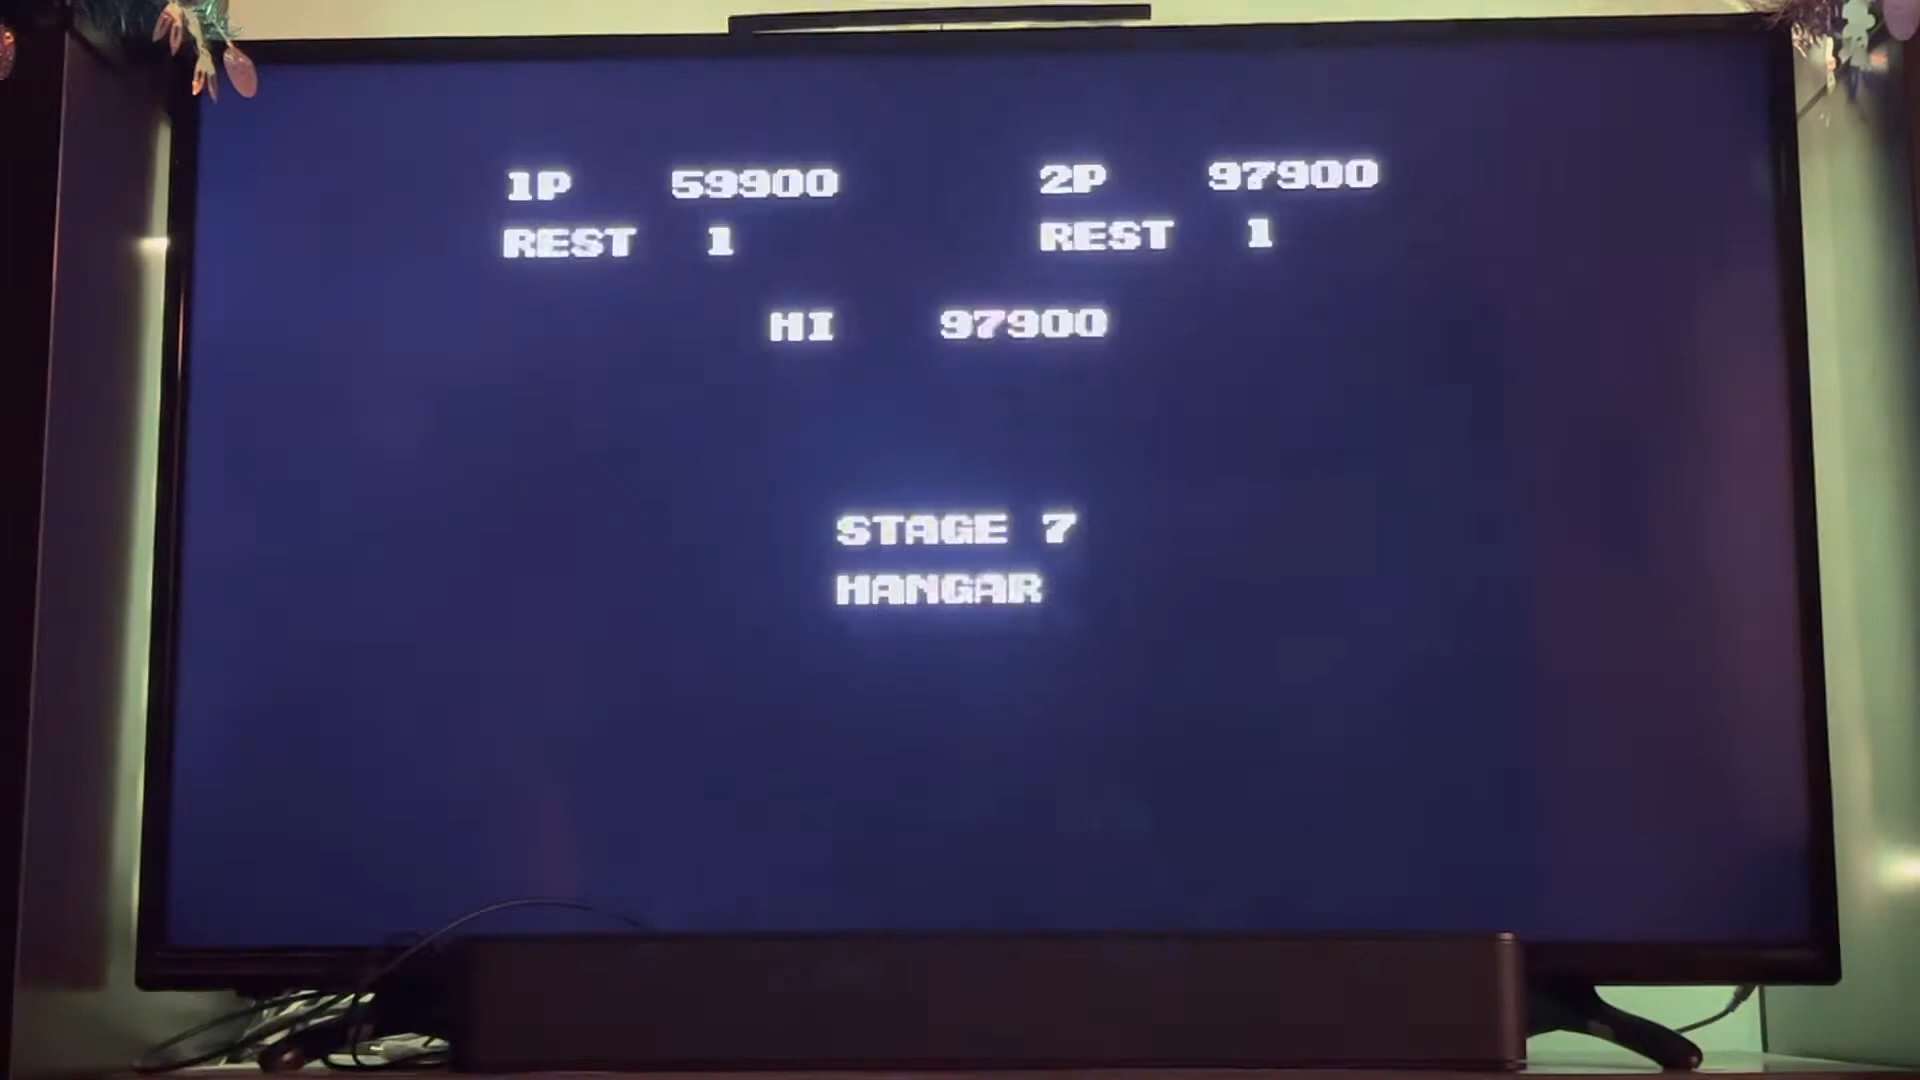 1P 59900 2P 97900
REST 1 REST 1
HI 97900
STAGE 7
HANGAR